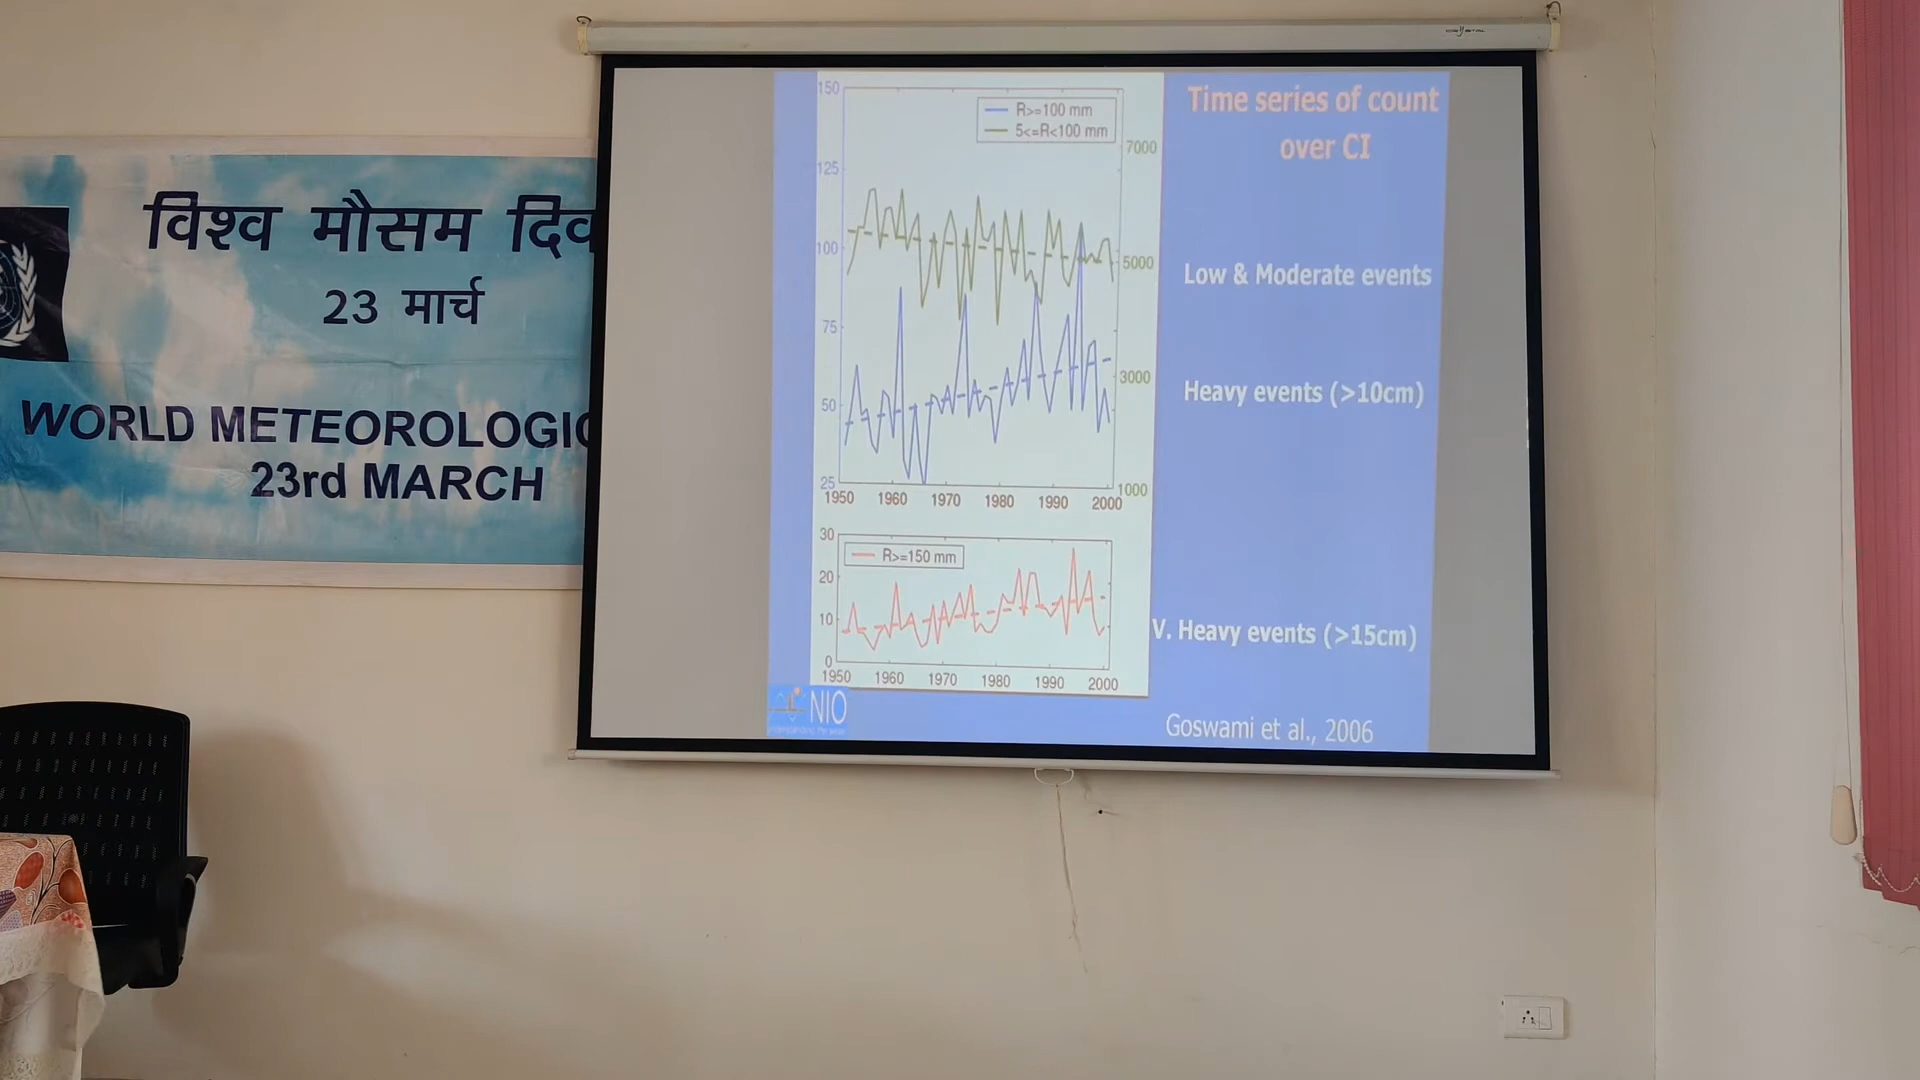 विश्व मौसम दिव
23 मार्च
WORLD METEOROLOGIC
23rd MARCH
Time series of count
over CI
Low & Moderate events
Heavy events (>10cm)
V. Heavy events (>15cm)
Goswami et al., 2006
R>=100 mm
5<=R<100 mm
150
125
100
75
50
25
7000
5000
3000
1000
1950 1960 1970 1980 1990 2000
R>=150 mm
30
20
10
0
1950 1960 1970 1980 1990 2000
NIO